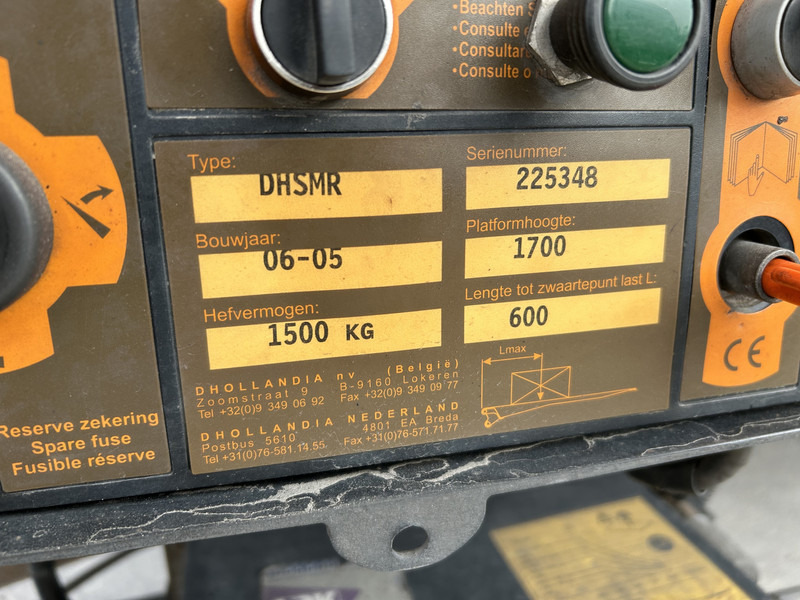 •Beachten S
•Consulte
•Consultare
•Consulte o
Type:
DHSMR
Serienummer:
225348
Bouwjaar:
06-05
Platformhoogte:
1700
Hefvermogen:
1500 KG
Lengte tot zwaartepunt last L:
600
Lmax
DHOLLANDIA nv (België)
Zoomstraat 9 B-9160 Lokeren
Tel +32(0)9 349 06 92 Fax +32(0)9 349 09 77
DHOLLANDIA NEDERLAND
Postbus 5610 4801 EA Breda
Tel +31(0)76-581.14.55 Fax +31(0)76-571.71.77
Reserve zekering
Spare fuse
Fusible réserve
CE